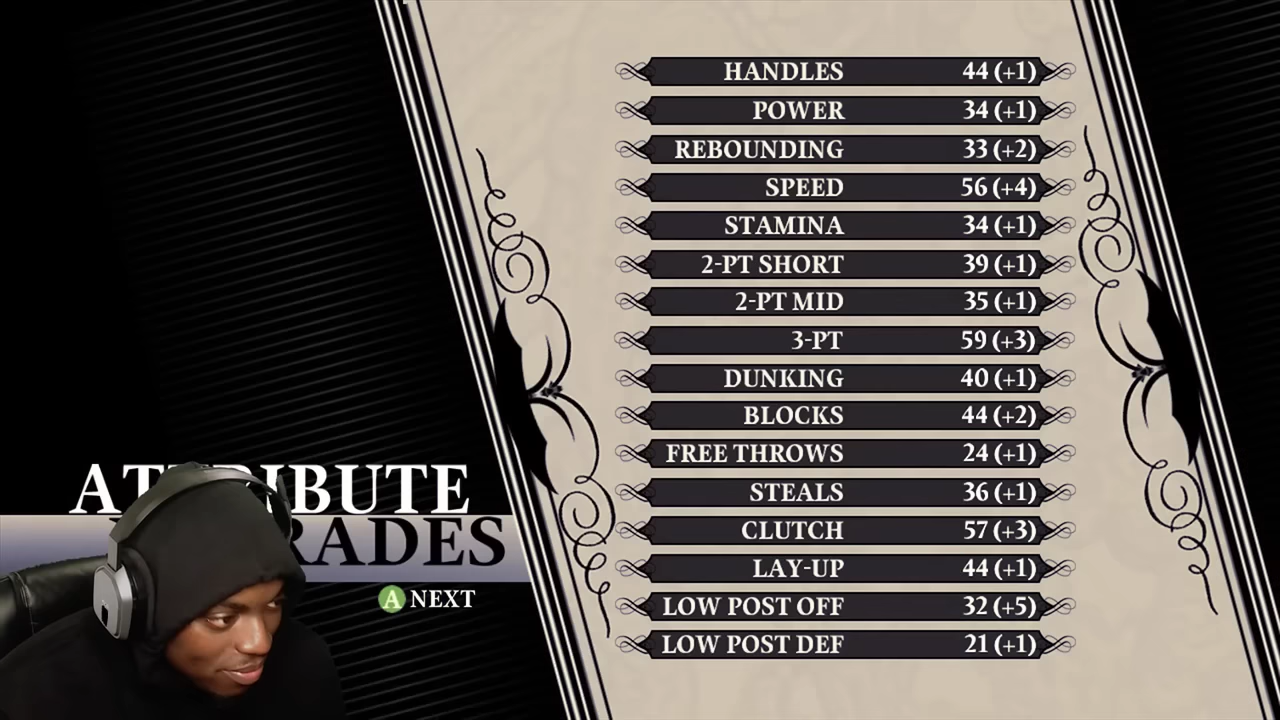 HANDLES 44 (+1)
POWER 34 (+1)
REBOUNDING 33 (+2)
SPEED 56 (+4)
STAMINA 34 (+1)
2-PT SHORT 39 (+1)
2-PT MID 35 (+1)
3-PT 59 (+3)
DUNKING 40 (+1)
BLOCKS 44 (+2)
FREE THROWS 24 (+1)
STEALS 36 (+1)
CLUTCH 57 (+3)
LAY-UP 44 (+1)
LOW POST OFF 32 (+5)
LOW POST DEF 21 (+1)
A NEXT